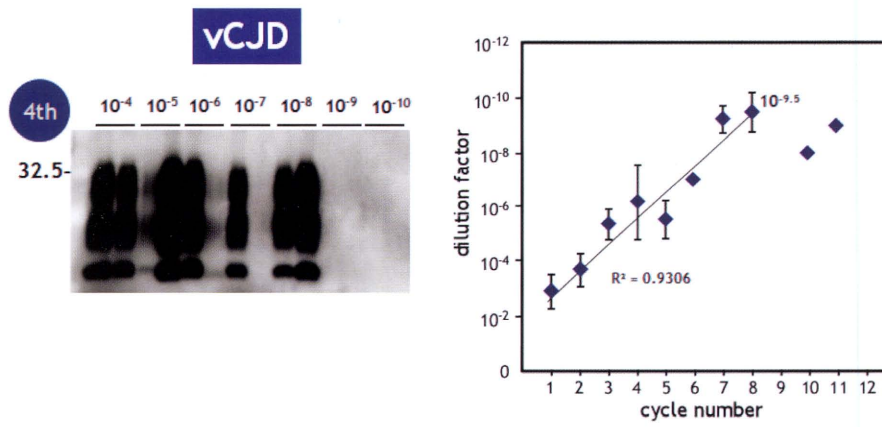 vCJD
4th
10⁻⁴ 10⁻⁵ 10⁻⁶ 10⁻⁷ 10⁻⁸ 10⁻⁹ 10⁻¹⁰
32.5-
dilution factor
10⁻¹²
10⁻¹⁰
10⁻⁸
10⁻⁶
10⁻⁴
10⁻²
0
10⁻⁹·⁵
R² = 0.9306
1 2 3 4 5 6 7 8 9 10 11 12
cycle number